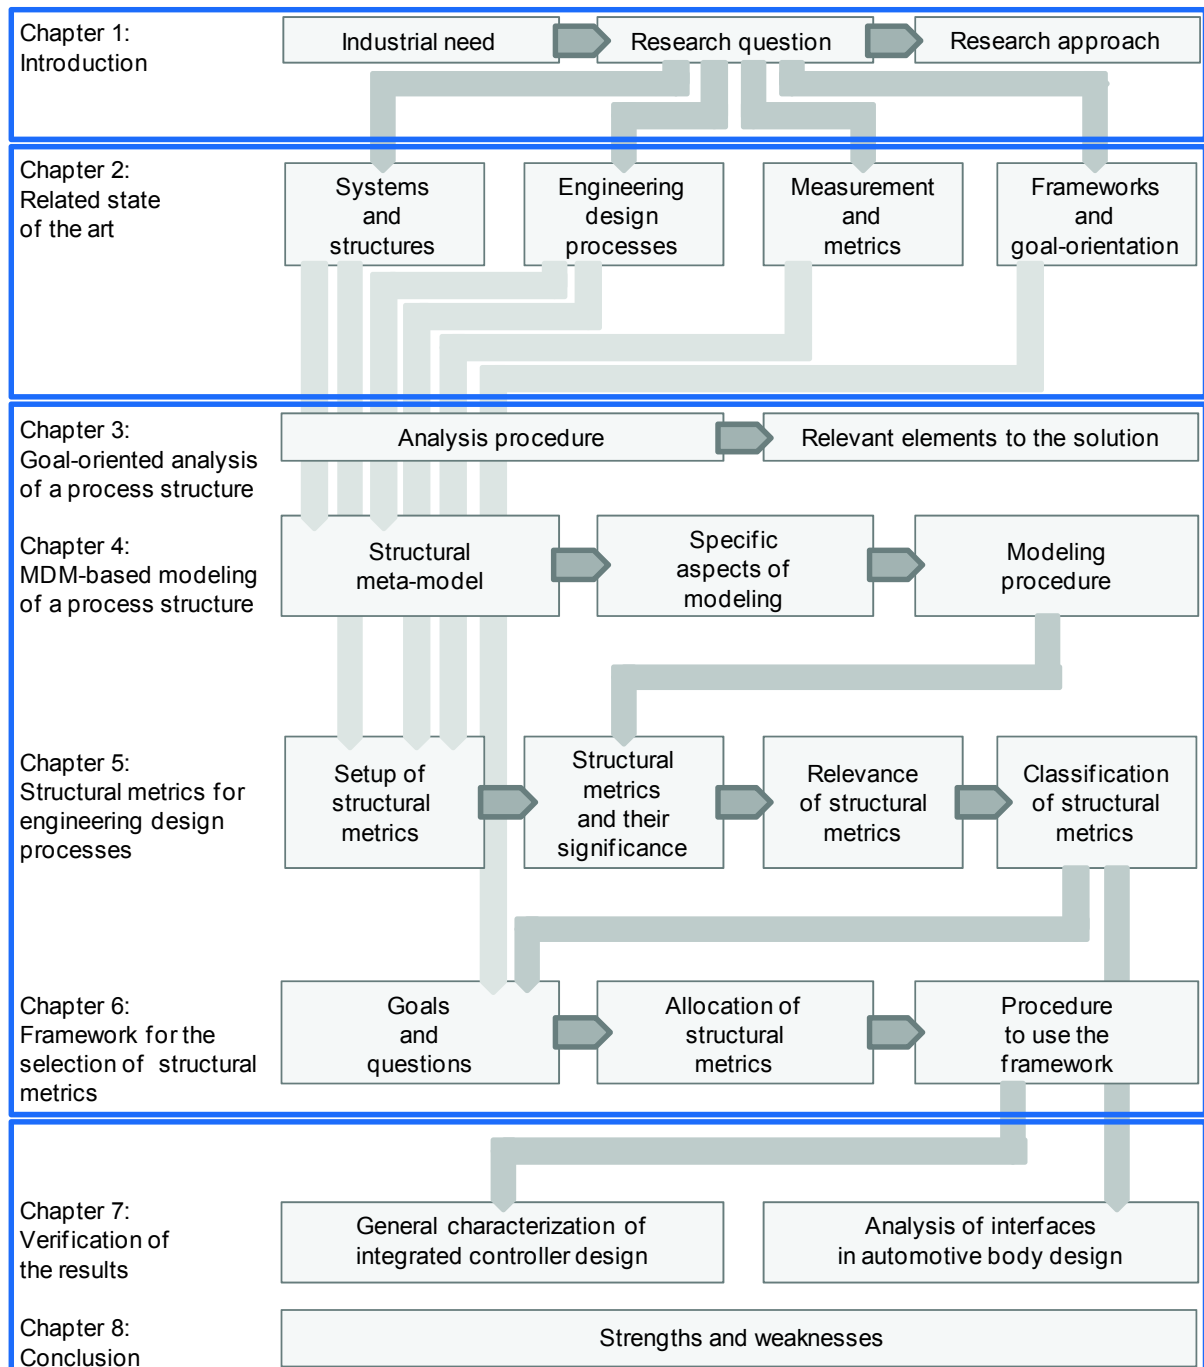 Chapter 1:
Introduction
Industrial need
Research question
Research approach
Chapter 2:
Related state
of the art
Systems
and
structures
Engineering
design
processes
Measurement
and
metrics
Frameworks
and
goal-orientation
Chapter 3:
Goal-oriented analysis
of a process structure
Analysis procedure
Relevant elements to the solution
Chapter 4:
MDM-based modeling
of a process structure
Structural
meta-model
Specific
aspects of
modeling
Modeling
procedure
Chapter 5:
Structural metrics for
engineering design
processes
Setup of
structural
metrics
Structural
metrics
and their
significance
Relevance
of structural
metrics
Classification
of structural
metrics
Chapter 6:
Framework for the
selection of structural
metrics
Goals
and
questions
Allocation of
structural
metrics
Procedure
to use the
framework
Chapter 7:
Verification of
the results
General characterization of
integrated controller design
Analysis of interfaces
in automotive body design
Chapter 8:
Conclusion
Strengths and weaknesses